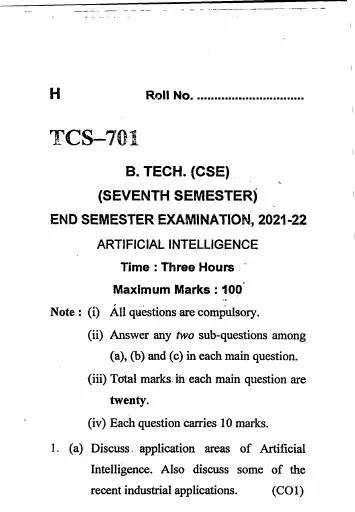 H Roll No. ................................
TCS–701
B. TECH. (CSE)
(SEVENTH SEMESTER)
END SEMESTER EXAMINATION, 2021-22
ARTIFICIAL INTELLIGENCE
Time : Three Hours
Maximum Marks : 100
Note : (i) All questions are compulsory.
(ii) Answer any two sub-questions among
(a), (b) and (c) in each main question.
(iii) Total marks in each main question are
twenty.
(iv) Each question carries 10 marks.
1. (a) Discuss application areas of Artificial
Intelligence. Also discuss some of the
recent industrial applications. (CO1)